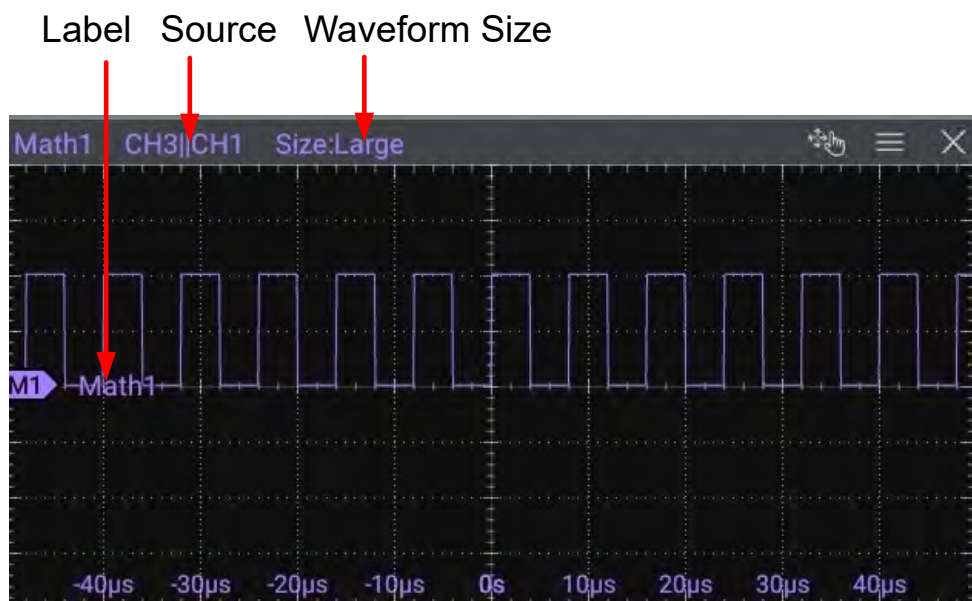 Label Source Waveform Size
Math1 CH3||CH1 Size:Large
M1 Math1
-40μs -30μs -20μs -10μs 0s 10μs 20μs 30μs 40μs